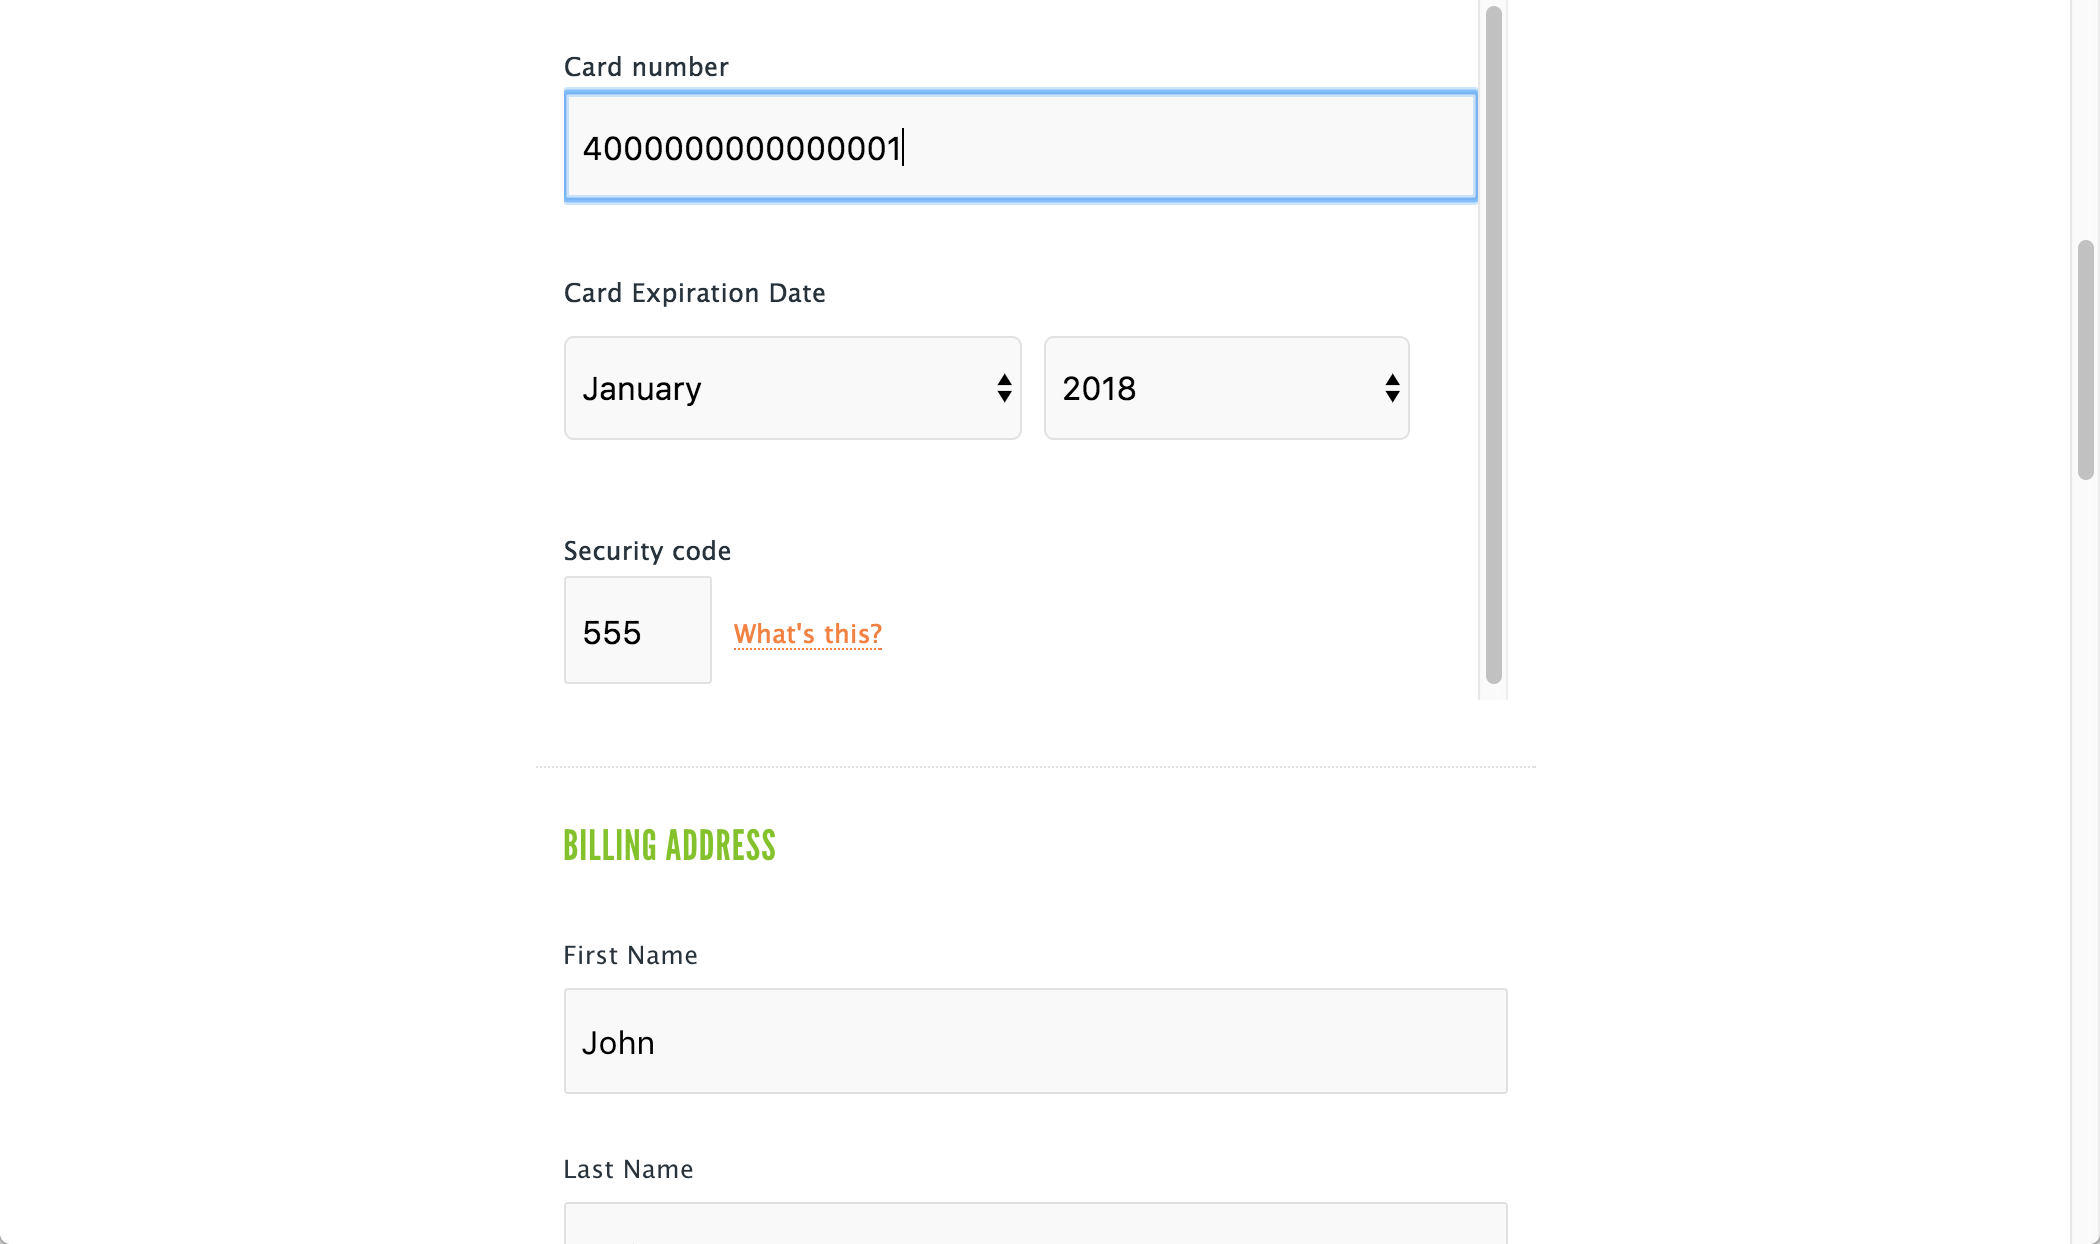 Card number
4000000000000001
Card Expiration Date
January 2018
Security code
555 What's this?
BILLING ADDRESS
First Name
John
Last Name